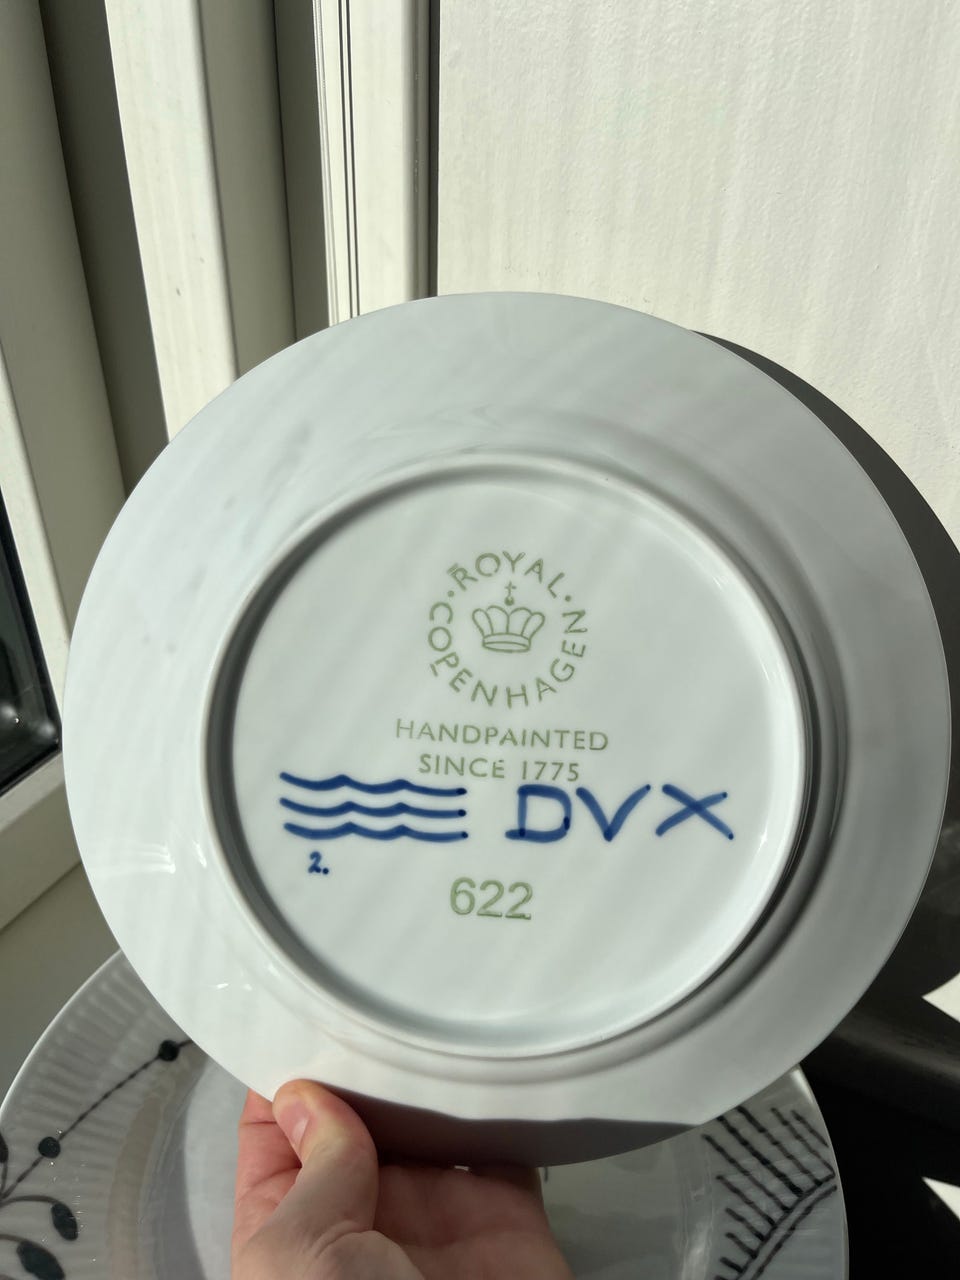 ROYAL · COPENHAGEN ·
HANDPAINTED
SINCE 1775
DVX
2.
622